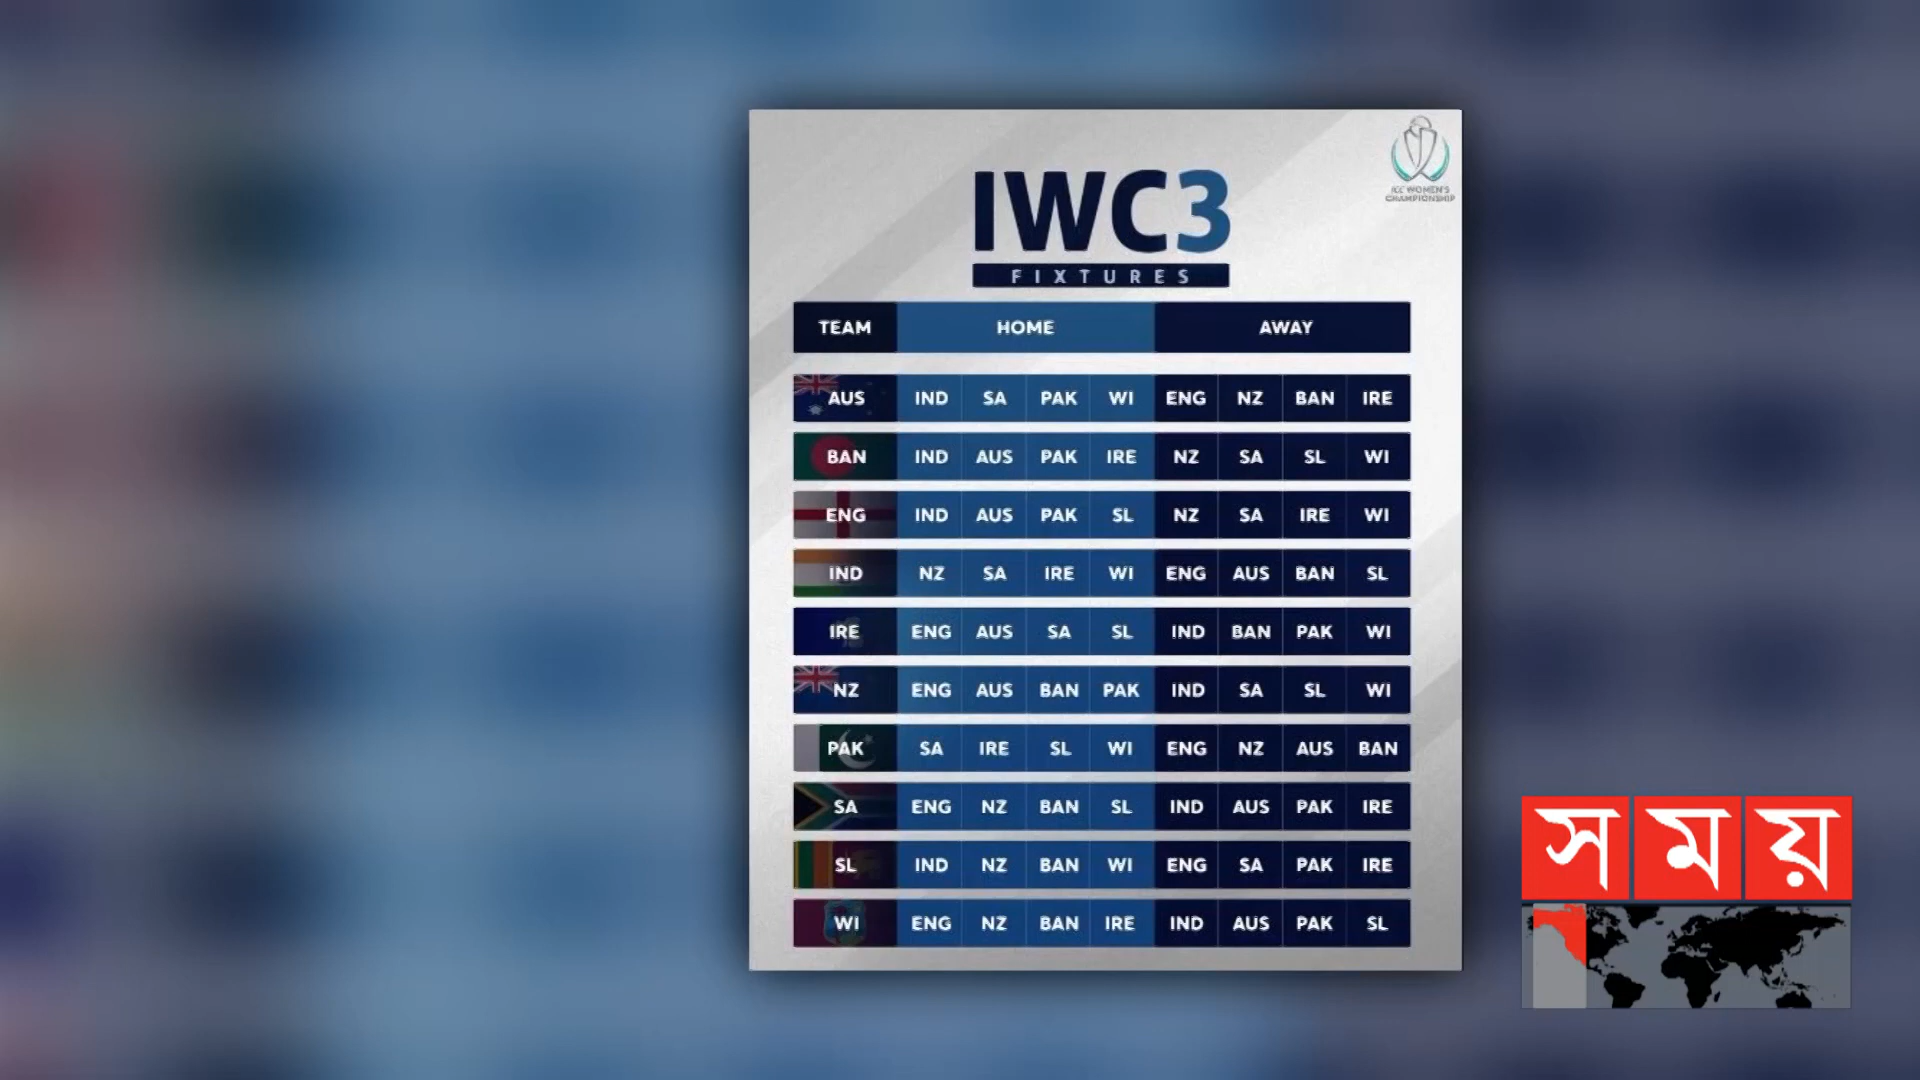 ICC WOMEN'S
CHAMPIONSHIP
IWC3
FIXTURES
TEAM HOME AWAY
AUS IND SA PAK WI ENG NZ BAN IRE
BAN IND AUS PAK IRE NZ SA SL WI
ENG IND AUS PAK SL NZ SA IRE WI
IND NZ SA IRE WI ENG AUS BAN SL
IRE ENG AUS SA SL IND BAN PAK WI
NZ ENG AUS BAN PAK IND SA SL WI
PAK SA IRE SL WI ENG NZ AUS BAN
SA ENG NZ BAN SL IND AUS PAK IRE
SL IND NZ BAN WI ENG SA PAK IRE
WI ENG NZ BAN IRE IND AUS PAK SL
সময়